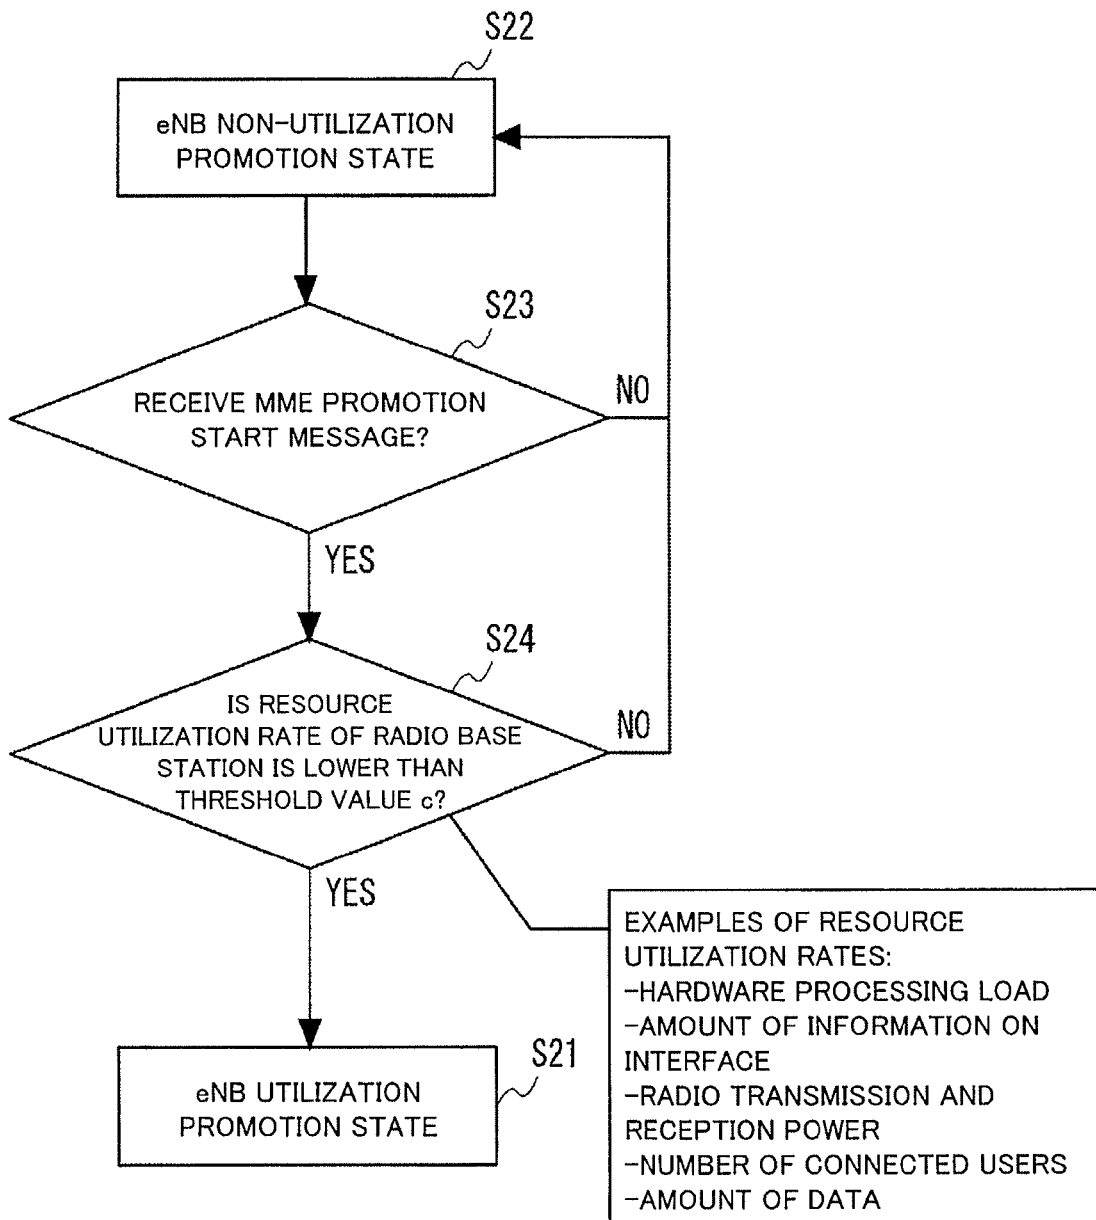 S22
eNB NON-UTILIZATION
PROMOTION STATE
S23
RECEIVE MME PROMOTION
START MESSAGE?
NO
YES
S24
IS RESOURCE
UTILIZATION RATE OF RADIO BASE
STATION IS LOWER THAN
THRESHOLD VALUE c?
NO
YES
EXAMPLES OF RESOURCE
UTILIZATION RATES:
-HARDWARE PROCESSING LOAD
-AMOUNT OF INFORMATION ON
INTERFACE
-RADIO TRANSMISSION AND
RECEPTION POWER
-NUMBER OF CONNECTED USERS
-AMOUNT OF DATA
S21
eNB UTILIZATION
PROMOTION STATE